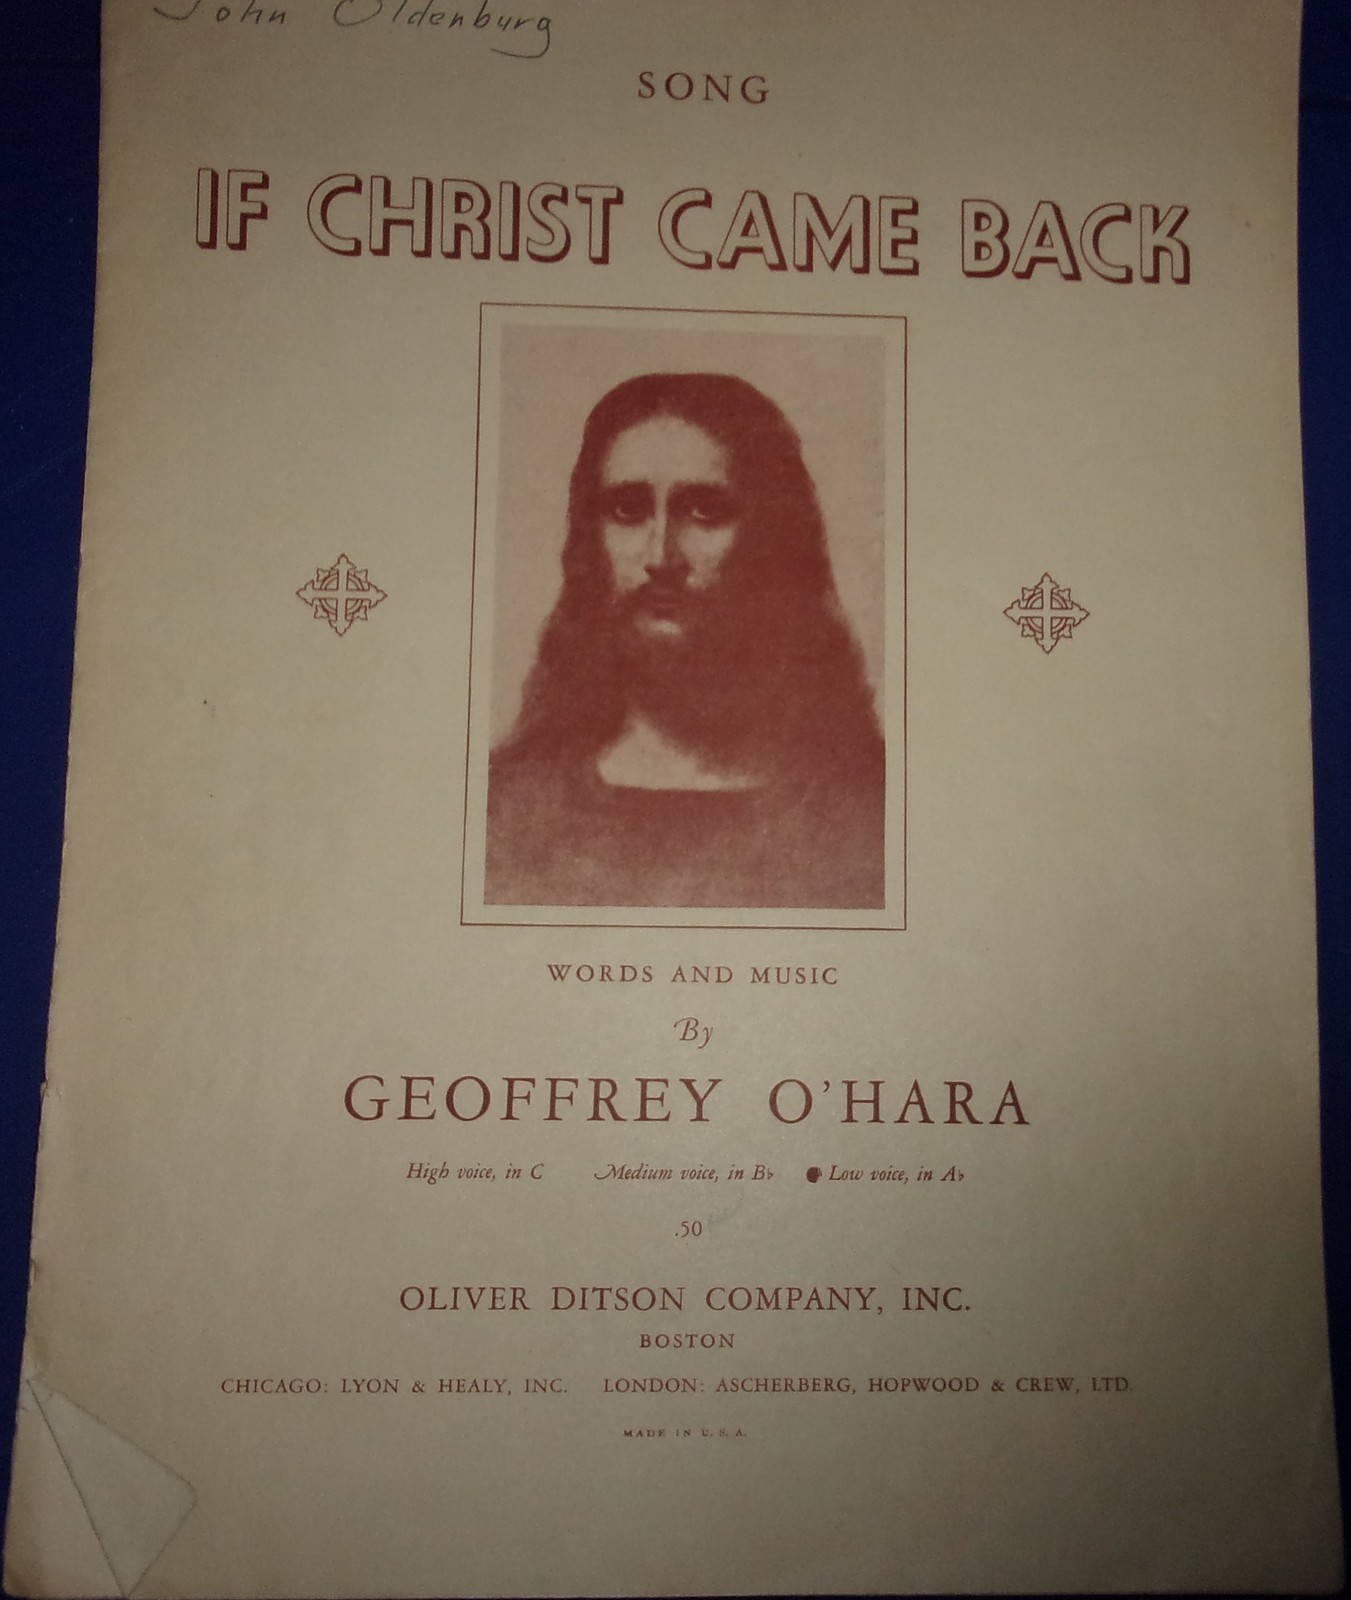 John Oldenburg
SONG
IF CHRIST CAME BACK
WORDS AND MUSIC
By
GEOFFREY O'HARA
High voice, in C Medium voice, in B♭ Low voice, in A♭
.50
OLIVER DITSON COMPANY, INC.
BOSTON
CHICAGO: LYON & HEALY, INC. LONDON: ASCHERBERG, HOPWOOD & CREW, LTD.
MADE IN U. S. A.